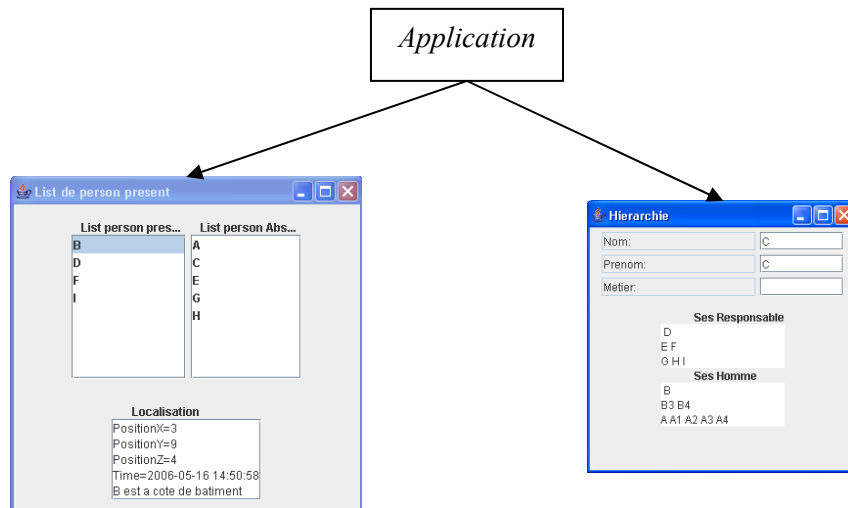 Application
List de person present
List person pres...
B
D
F
I
List person Abs...
A
C
E
G
H
Localisation
PositionX=3
PositionY=9
PositionZ=4
Time=2006-05-16 14:50:58
B est a cote de batiment
Hierarchie
Nom: C
Prenom: C
Metier:
Ses Responsable
D
E F
G H I
Ses Homme
B
B3 B4
A A1 A2 A3 A4